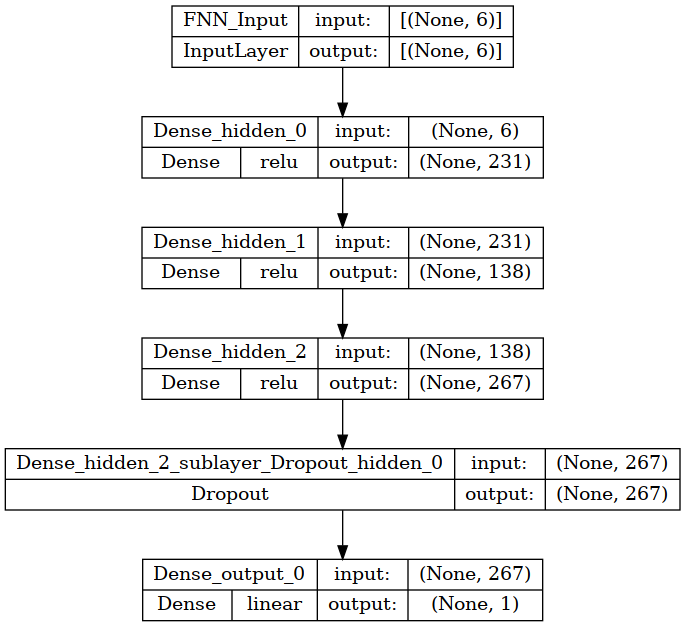 FNN_Input input: [(None, 6)]
InputLayer output: [(None, 6)]
Dense_hidden_0 input: (None, 6)
Dense relu output: (None, 231)
Dense_hidden_1 input: (None, 231)
Dense relu output: (None, 138)
Dense_hidden_2 input: (None, 138)
Dense relu output: (None, 267)
Dense_hidden_2_sublayer_Dropout_hidden_0 input: (None, 267)
Dropout output: (None, 267)
Dense_output_0 input: (None, 267)
Dense linear output: (None, 1)